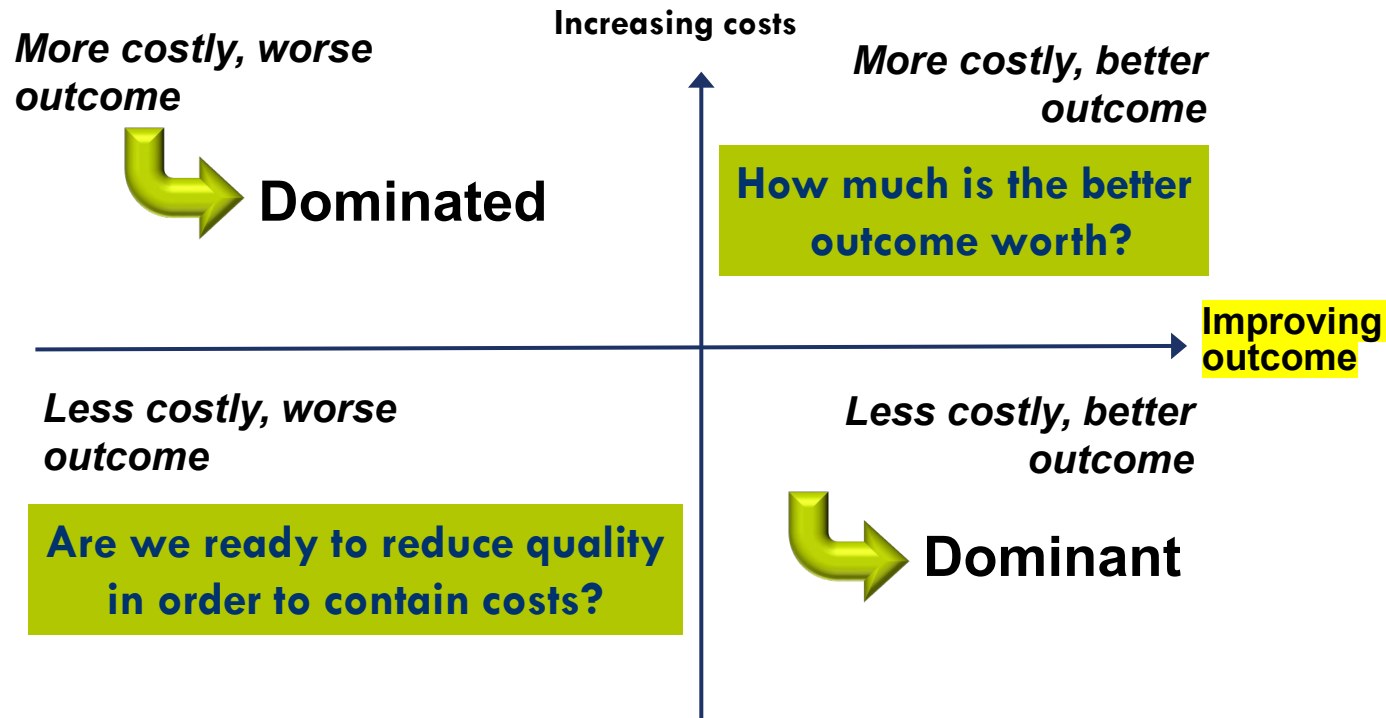 Increasing costs
More costly, worse
outcome
Dominated
More costly, better
outcome
How much is the better
outcome worth?
Improving
outcome
Less costly, worse
outcome
Are we ready to reduce quality
in order to contain costs?
Less costly, better
outcome
Dominant